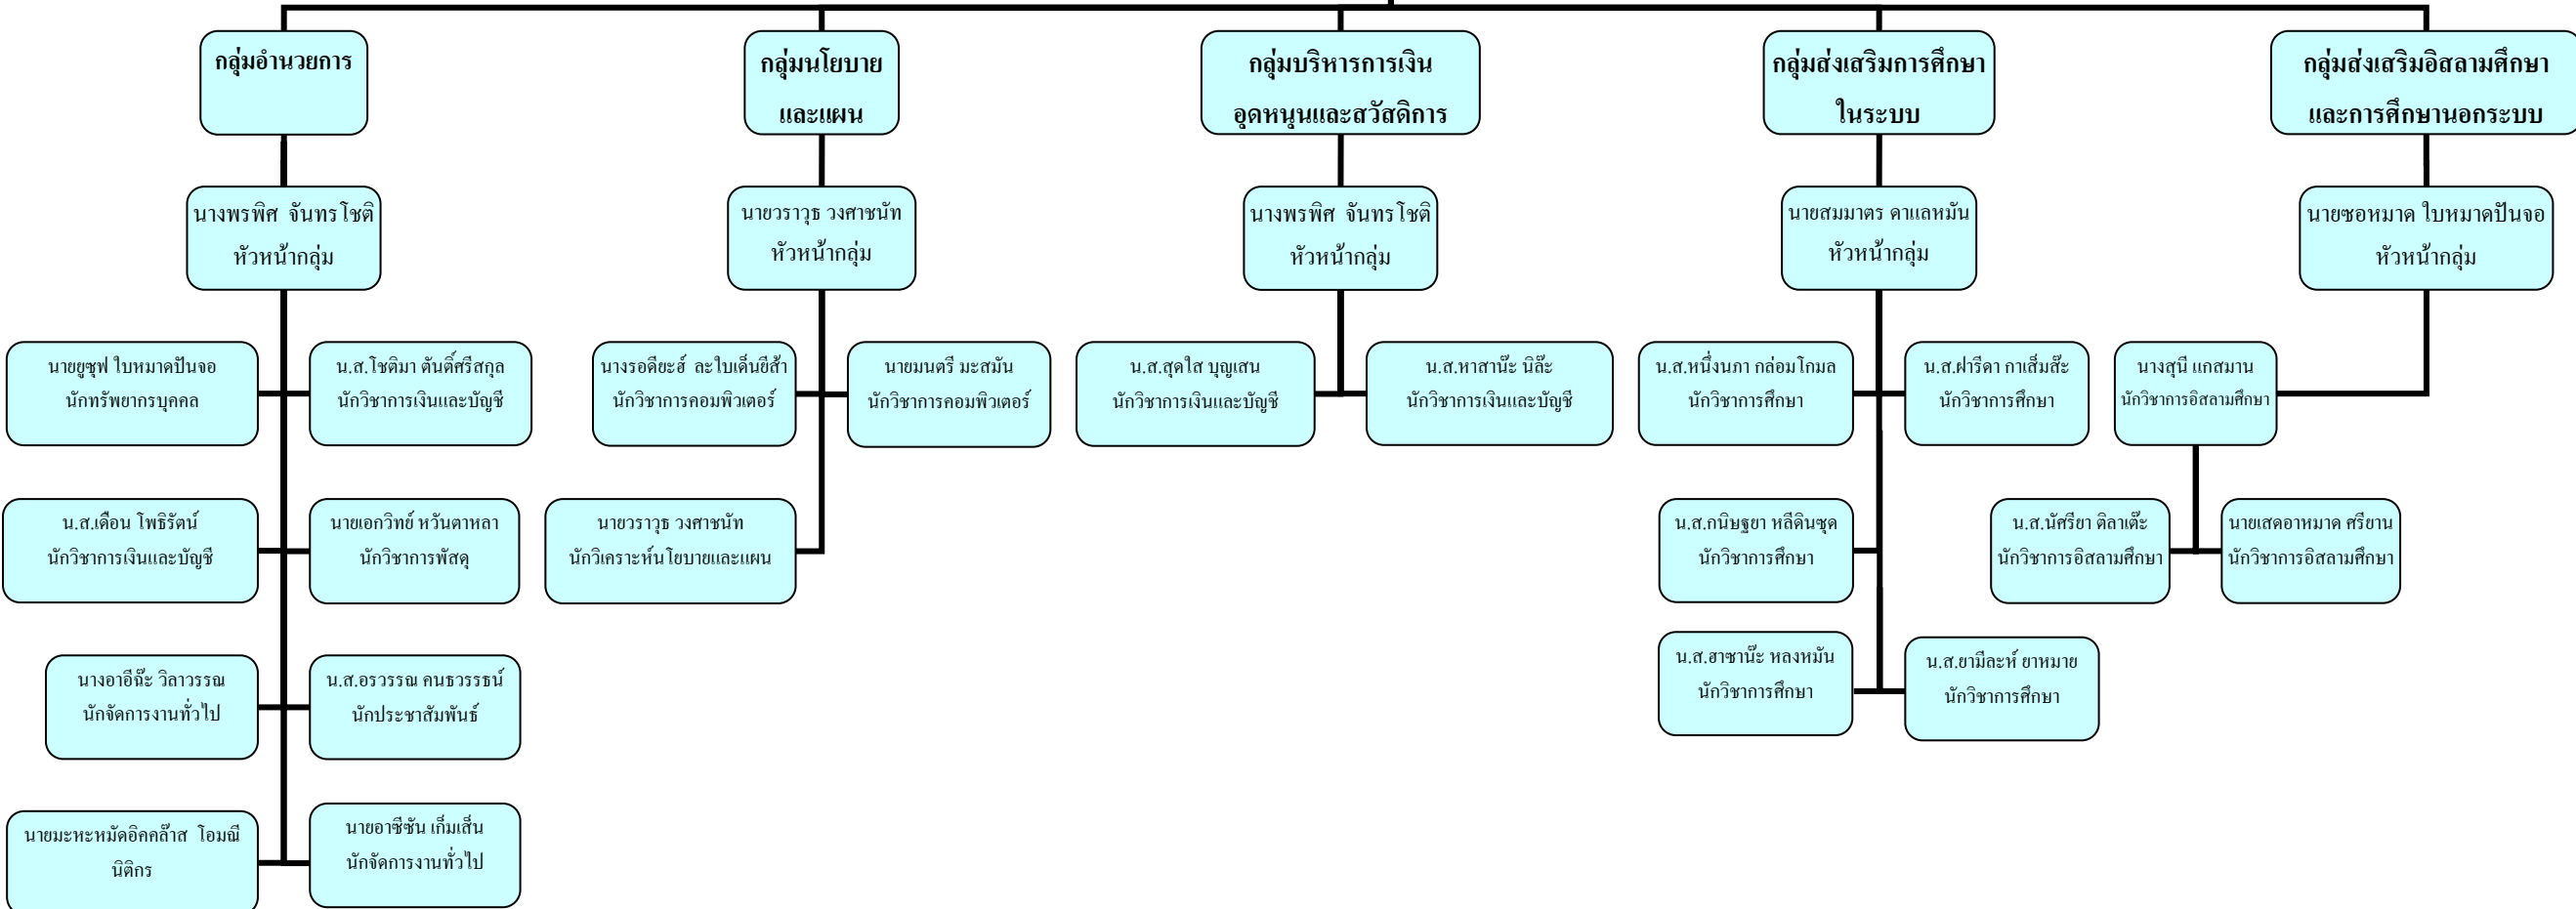 กลุ่มอำนวยการ
กลุ่มนโยบาย
และแผน
กลุ่มบริหารการเงิน
อุดหนุนและสวัสดิการ
กลุ่มส่งเสริมการศึกษา
ในระบบ
กลุ่มส่งเสริมอิสลามศึกษา
และการศึกษานอกระบบ
นางพรพิศ จันทรโชติ
หัวหน้ากลุ่ม
นายวราวุธ วงศาชนัท
หัวหน้ากลุ่ม
นางพรพิศ จันทรโชติ
หัวหน้ากลุ่ม
นายสมมาตร คาแลหมัน
หัวหน้ากลุ่ม
นายซอหมาด ใบหมาดปันจอ
หัวหน้ากลุ่ม
นายยูซุฟ ใบหมาดปันจอ
นักทรัพยากรบุคคล
น.ส.โชติมา ตันติ์ศรีสกุล
นักวิชาการเงินและบัญชี
นางรอดียะฮ์ ละใบเด็นยีส้า
นักวิชาการคอมพิวเตอร์
นายมนตรี มะสมัน
นักวิชาการคอมพิวเตอร์
น.ส.สุดใส บุญเสน
นักวิชาการเงินและบัญชี
น.ส.หาสาน๊ะ นิล๊ะ
นักวิชาการเงินและบัญชี
น.ส.หนึ่งนภา กล่อมโกมล
นักวิชาการศึกษา
น.ส.ฝารีดา กาเส็มส๊ะ
นักวิชาการศึกษา
นางสุนี แกสมาน
นักวิชาการอิสลามศึกษา
น.ส.เดือน โพธิรัตน์
นักวิชาการเงินและบัญชี
นายเอกวิทย์ หวันตาหลา
นักวิชาการพัสดุ
นายวราวุธ วงศาชนัท
นักวิเคราะห์นโยบายและแผน
น.ส.กนิษฐยา หลีดินซุด
นักวิชาการศึกษา
น.ส.นัศรียา ติลาเต๊ะ
นักวิชาการอิสลามศึกษา
นายเสดอาหมาด ศรียาน
นักวิชาการอิสลามศึกษา
นางอาอีฉ๊ะ วิลาวรรณ
นักจัดการงานทั่วไป
น.ส.อรวรรณ คนธวรรธน์
นักประชาสัมพันธ์
น.ส.ฮาซาน๊ะ หลงหมัน
นักวิชาการศึกษา
น.ส.ยามีละห์ ยาหมาย
นักวิชาการศึกษา
นายมะหะหมัดอิคคล๊าส โอมณี
นิติกร
นายอาซีซัน เก็มเส็น
นักจัดการงานทั่วไป